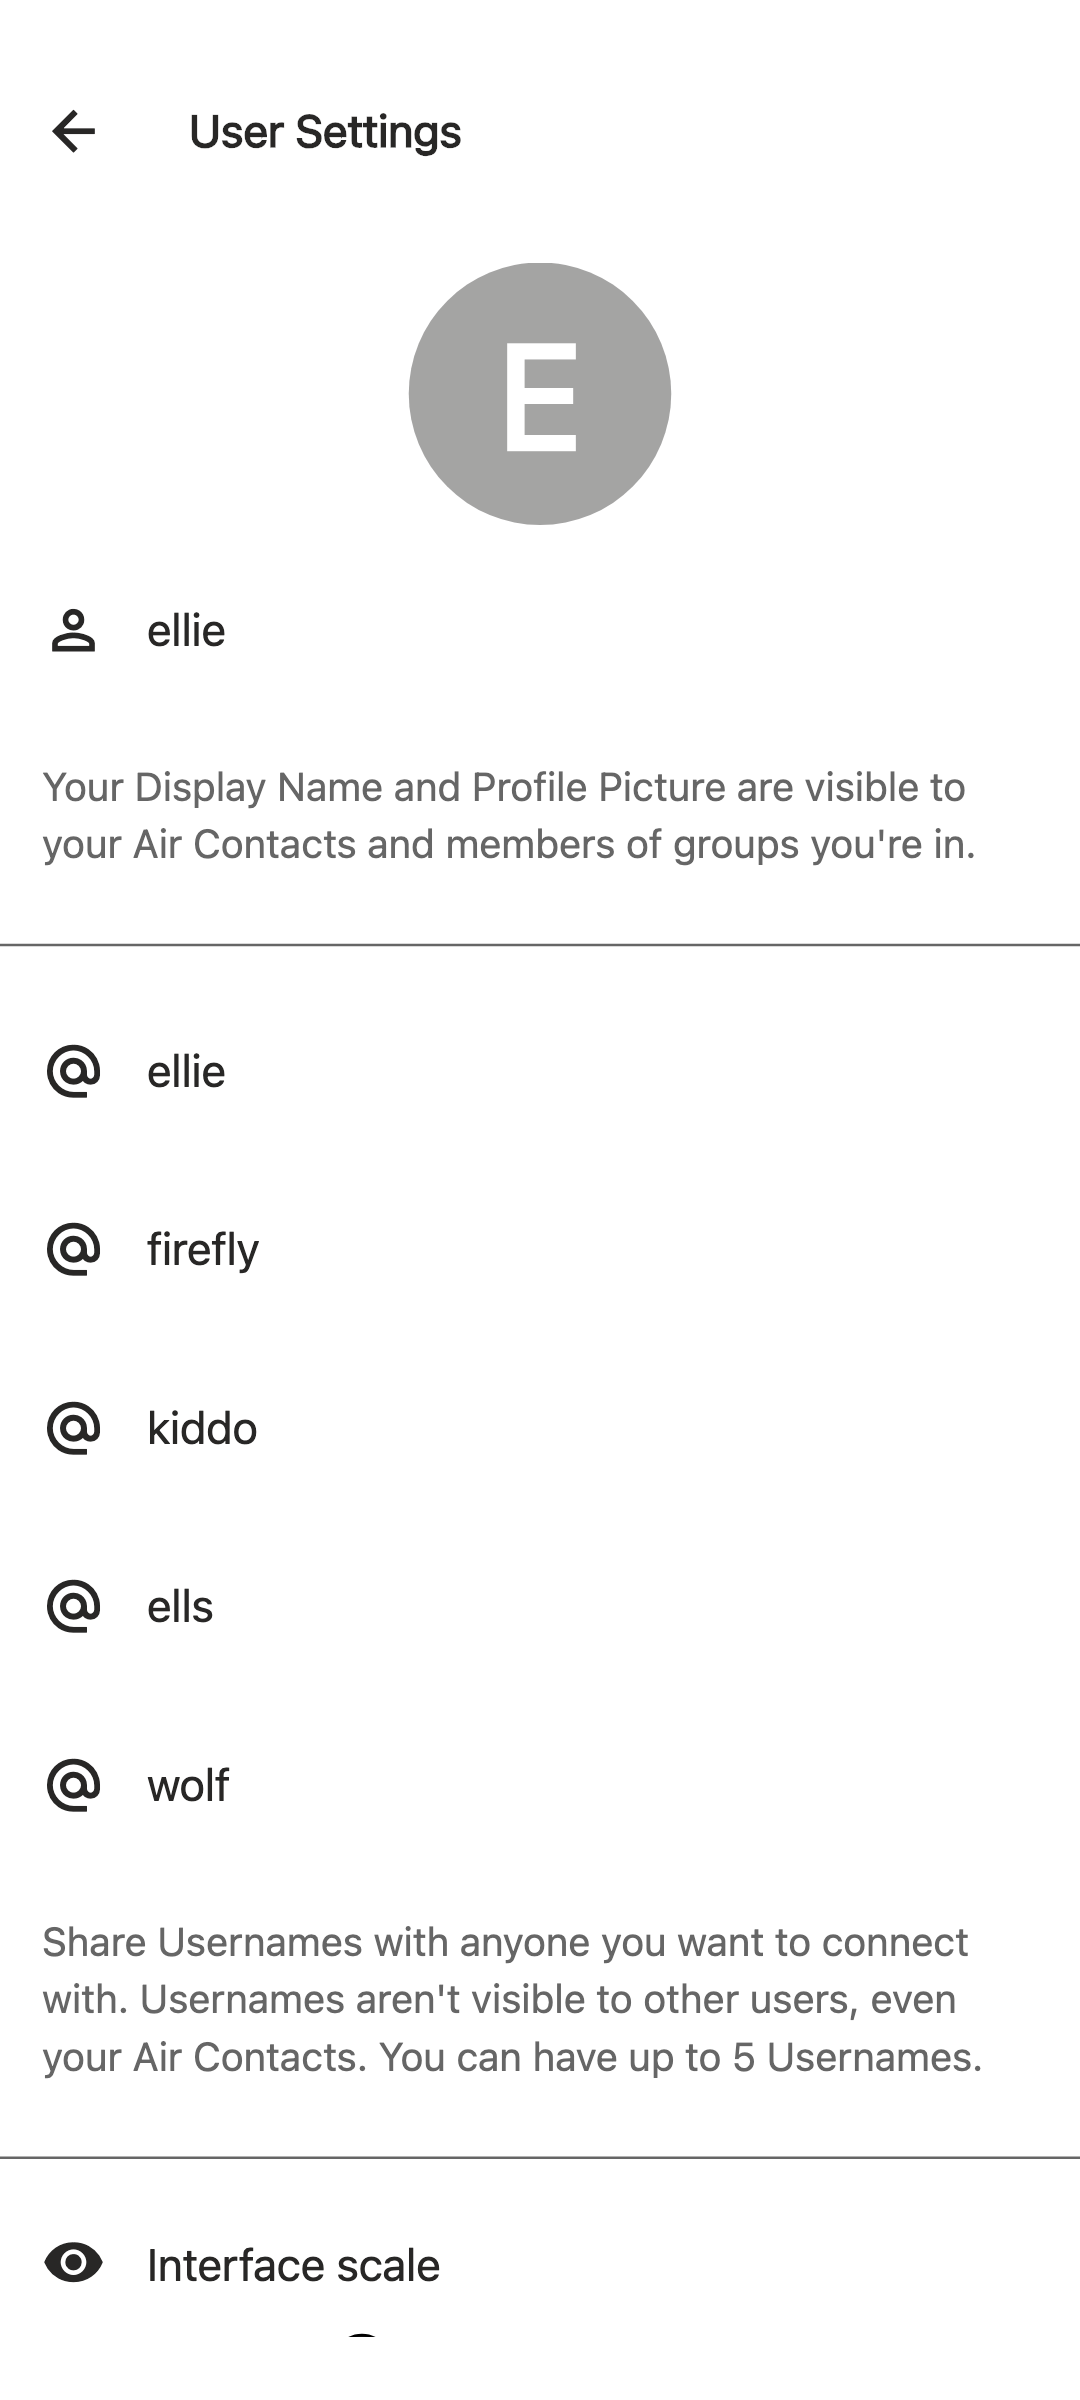 User Settings
E
ellie
Your Display Name and Profile Picture are visible to
your Air Contacts and members of groups you're in.
@ ellie
@ firefly
@ kiddo
@ ells
@ wolf
Share Usernames with anyone you want to connect
with. Usernames aren't visible to other users, even
your Air Contacts. You can have up to 5 Usernames.
Interface scale